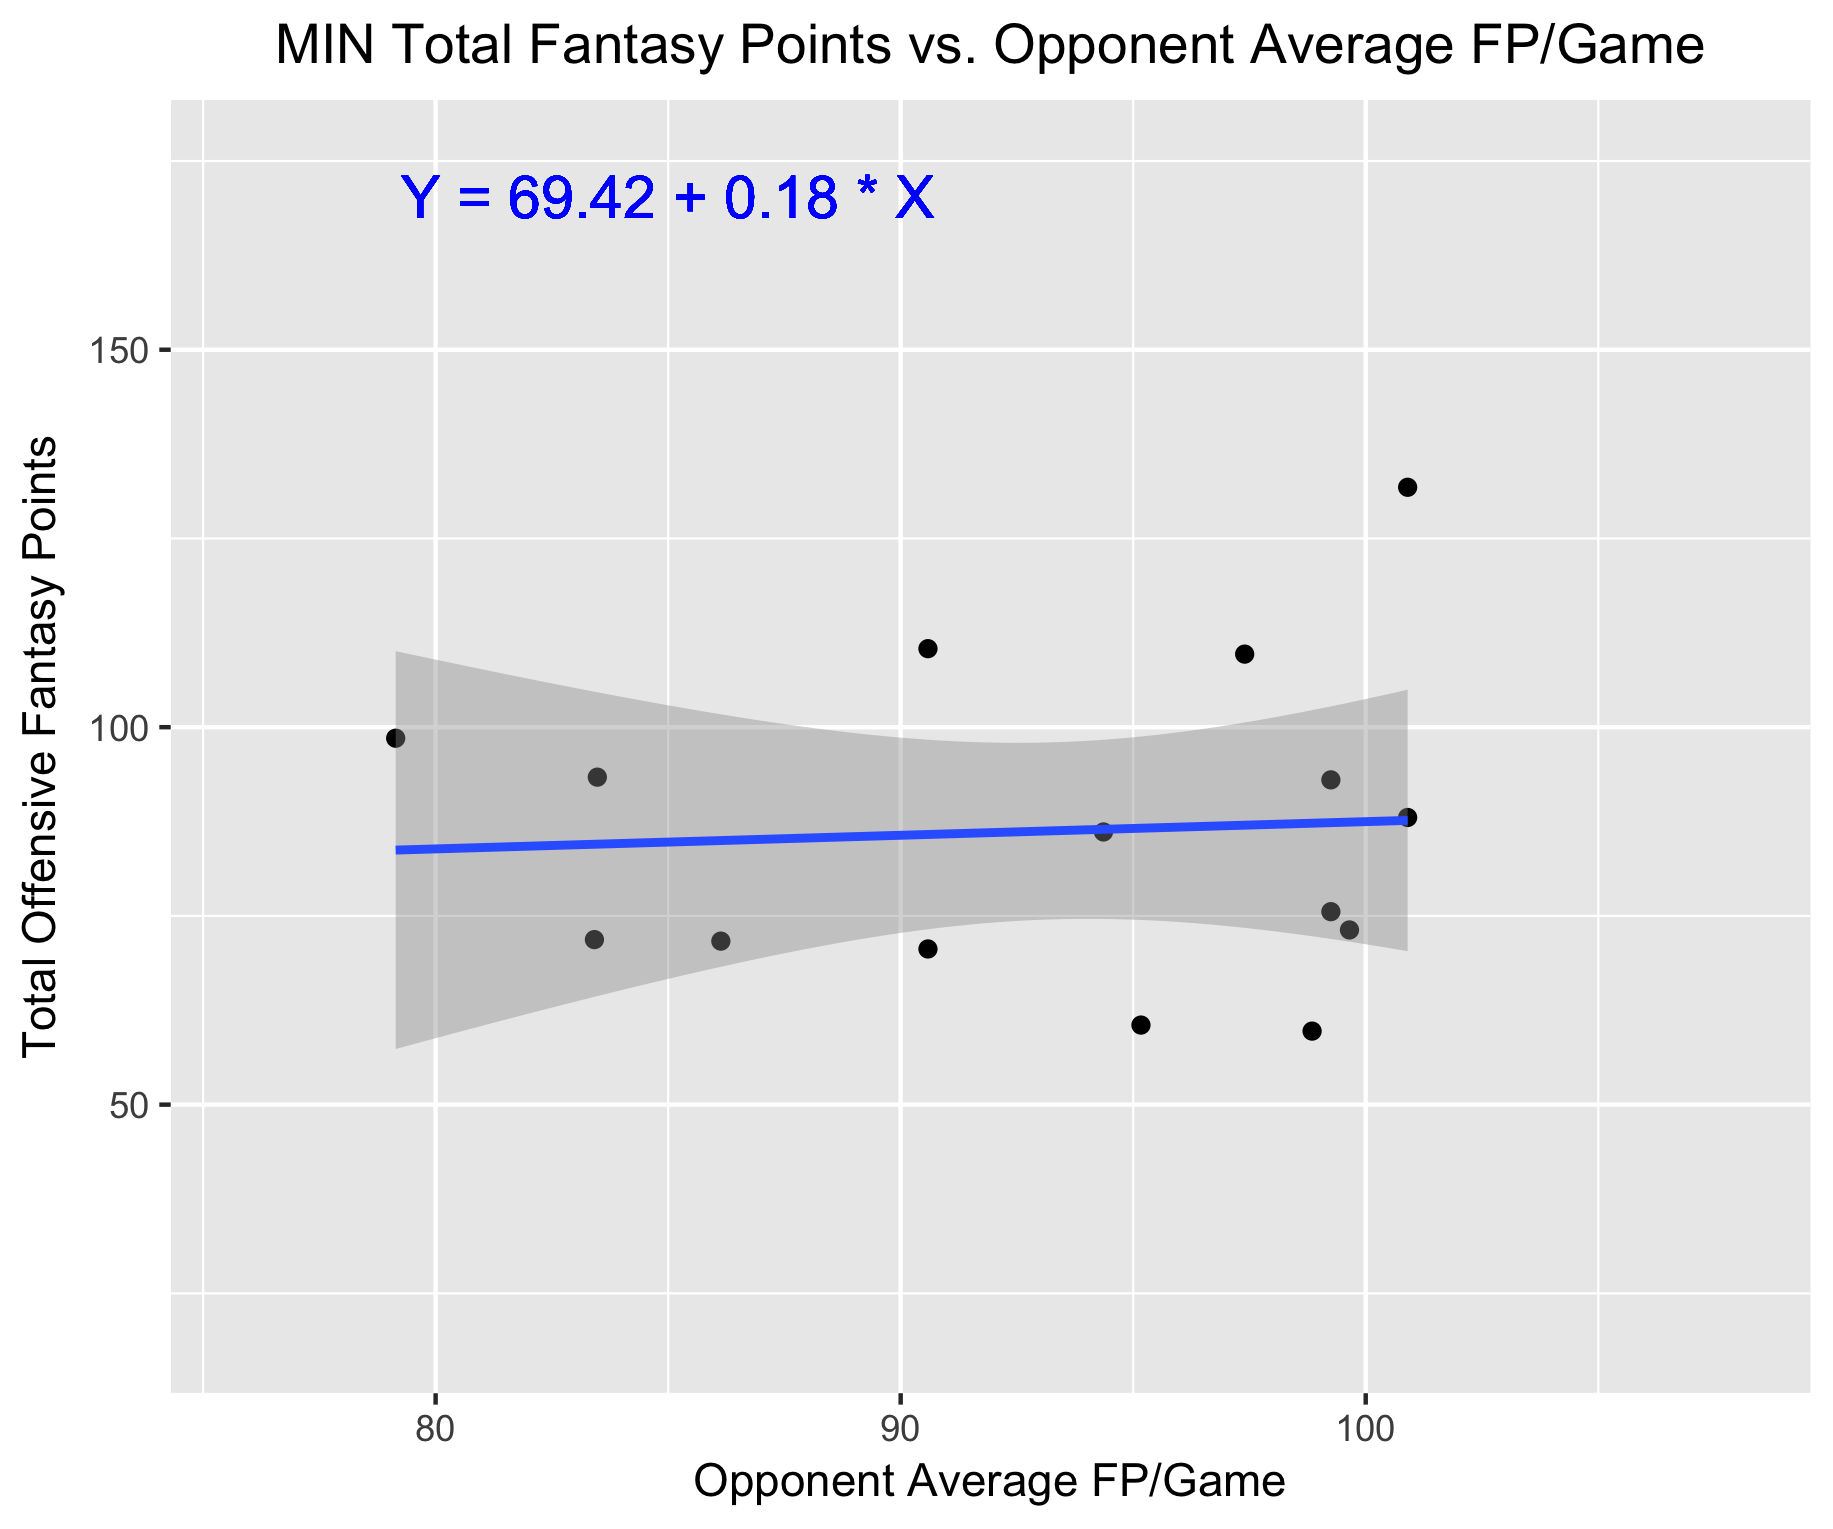 MIN Total Fantasy Points vs. Opponent Average FP/Game
Y = 69.42 + 0.18 * X
Total Offensive Fantasy Points
150
100
50
80
90
100
Opponent Average FP/Game